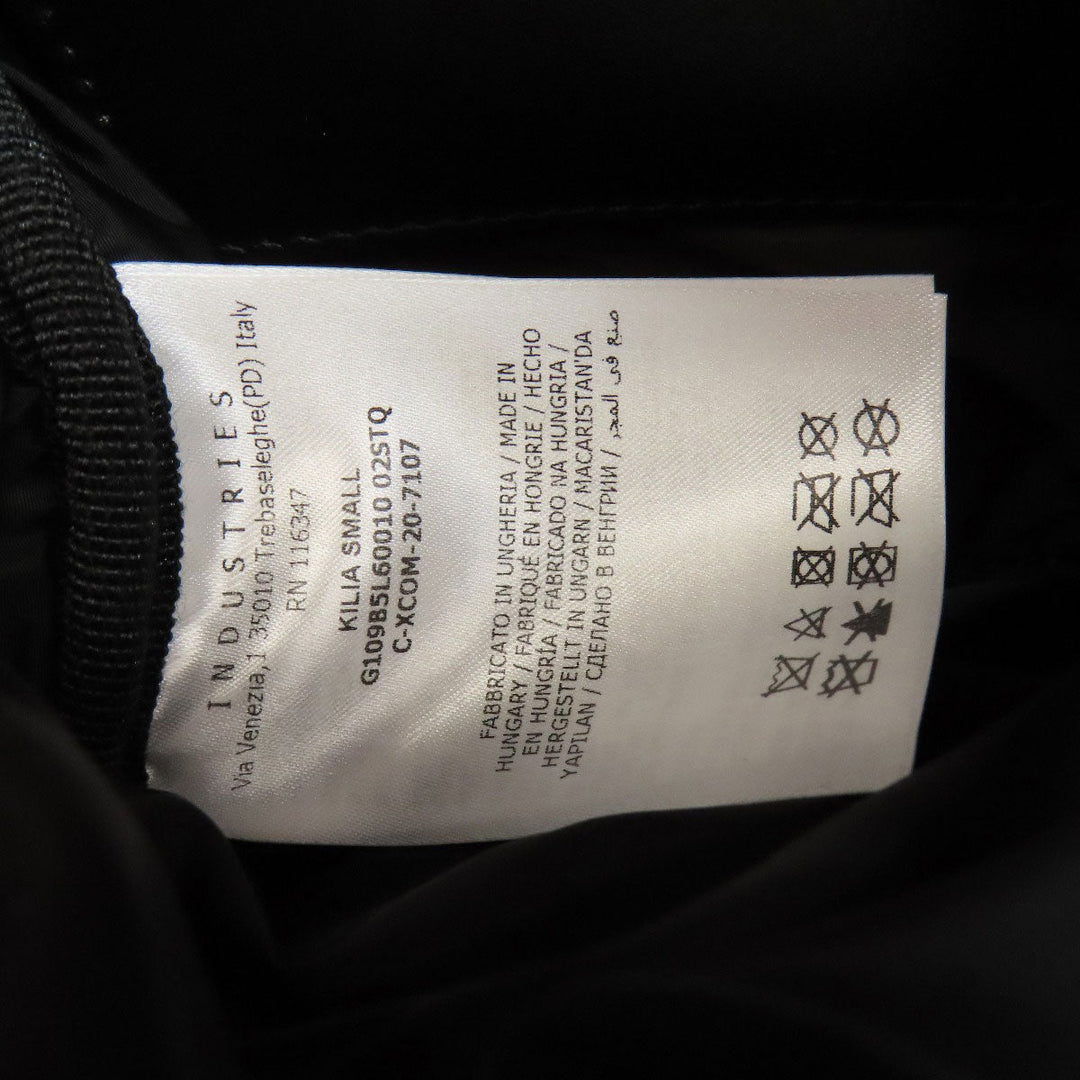 INDUSTRIES
Via Venezia,1 35010 Trebaseleghe(PD) Italy
RN 116347
KILIA SMALL
G109B5L60010 02STQ
C-XCOM-20-7107
FABBRICATO IN UNGHERIA / MADE IN
HUNGARY / FABRIQUÉ EN HONGRIE / HECHO
EN HUNGRÍA / FABRICADO NA HUNGRIA /
HERGESTELLT IN UNGARN / MACARISTAN'DA
YAPILAN / СДЕЛАНО В ВЕНГРИИ / صنع في المجر